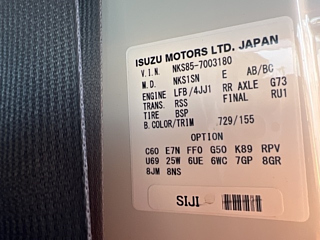 ISUZU MOTORS LTD. JAPAN
V.I.N. NKS85-7003180
M.D. NKS1SN E AB/BC
ENGINE LFB/4JJ1 RR AXLE G73
TRANS. RSS FINAL RU1
TIRE BSP
B.COLOR/TRIM 729/155
OPTION
C60 E7N FF0 G50 K89 RPV
U69 25W 6UE 6WC 7GP 8GR
8JM 8NS
SIJI